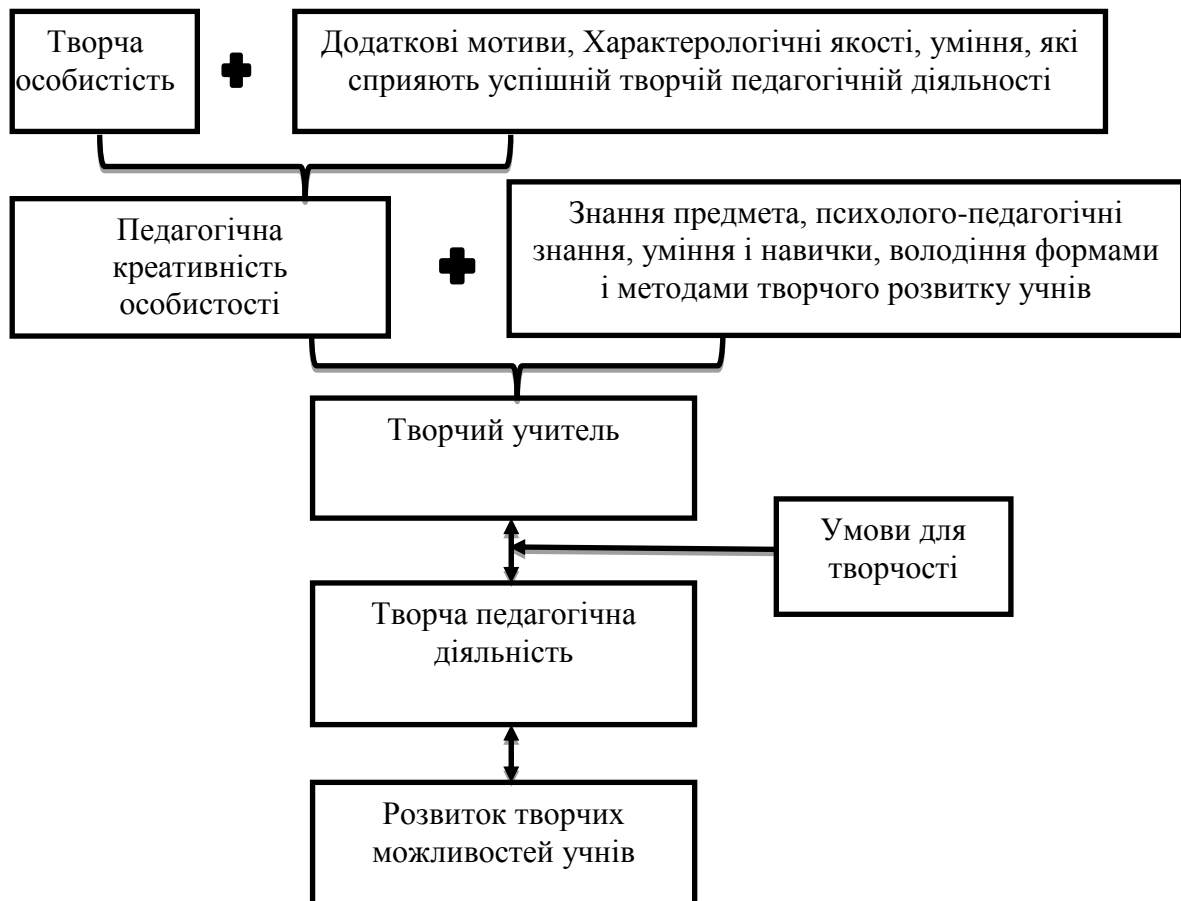 Творча
особистість
Додаткові мотиви, Характерологічні якості, уміння, які
сприяють успішній творчій педагогічній діяльності
Педагогічна
креативність
особистості
Знання предмета, психолого-педагогічні
знання, уміння і навички, володіння формами
і методами творчого розвитку учнів
Творчий учитель
Умови для
творчості
Творча педагогічна
діяльність
Розвиток творчих
можливостей учнів